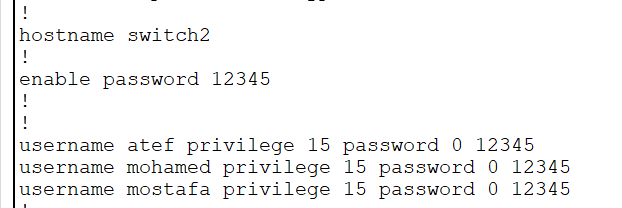 !
hostname switch2
!
enable password 12345
!
!
username atef privilege 15 password 0 12345
username mohamed privilege 15 password 0 12345
username mostafa privilege 15 password 0 12345
!